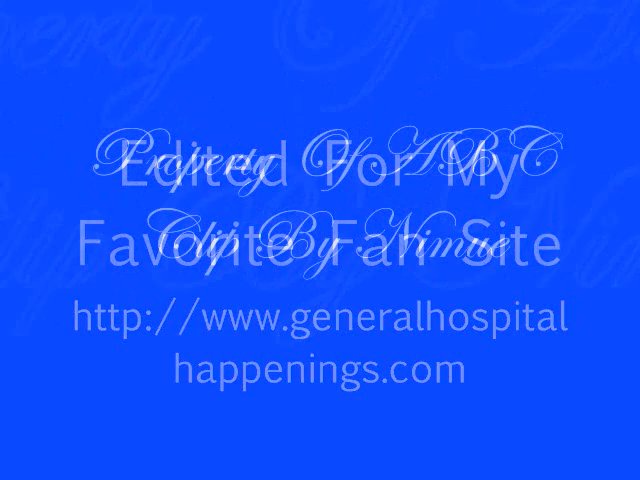 Property Of ABC
Clip By Nimue
Edited For My
Favorite Fan Site
http://www.generalhospital
happenings.com